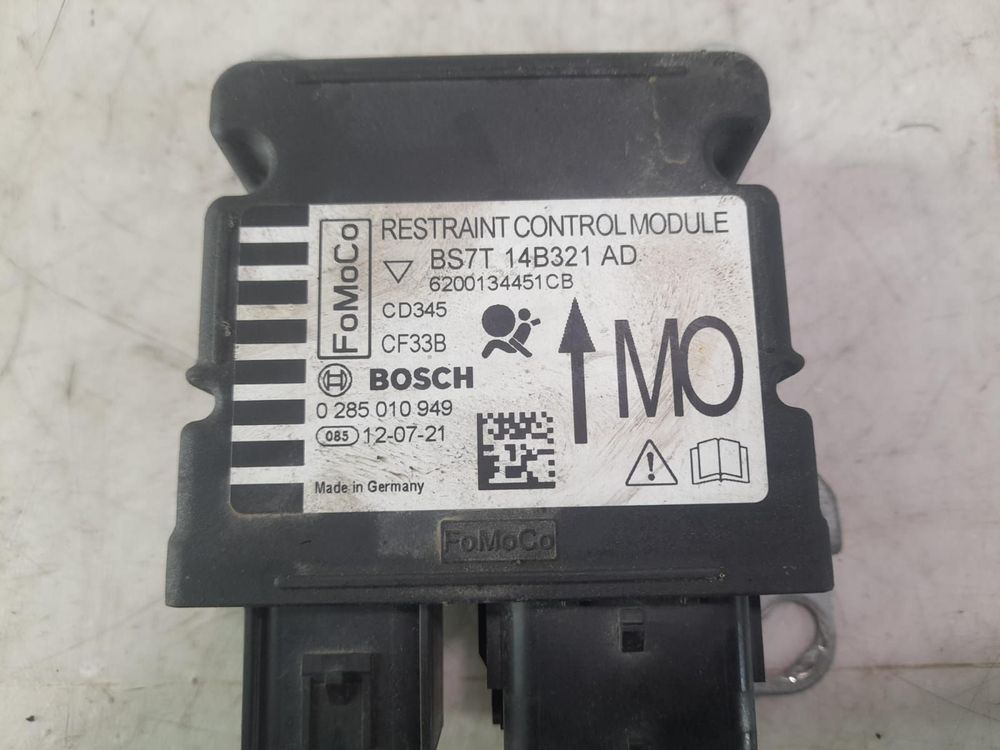 FoMoCo
RESTRAINT CONTROL MODULE
BS7T 14B321 AD
6200134451CB
CD345
CF33B
MO
BOSCH
0 285 010 949
085 12-07-21
Made in Germany
FoMoCo